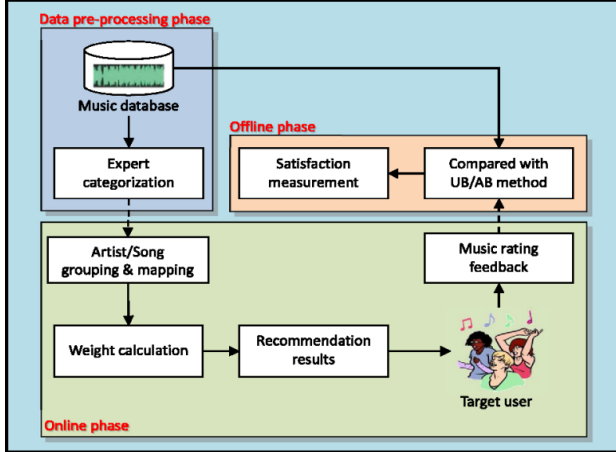 Data pre-processing phase
Music database
Expert
categorization
Offline phase
Satisfaction
measurement
Compared with
UB/AB method
Artist/Song
grouping & mapping
Music rating
feedback
Weight calculation
Recommendation
results
Target user
Online phase